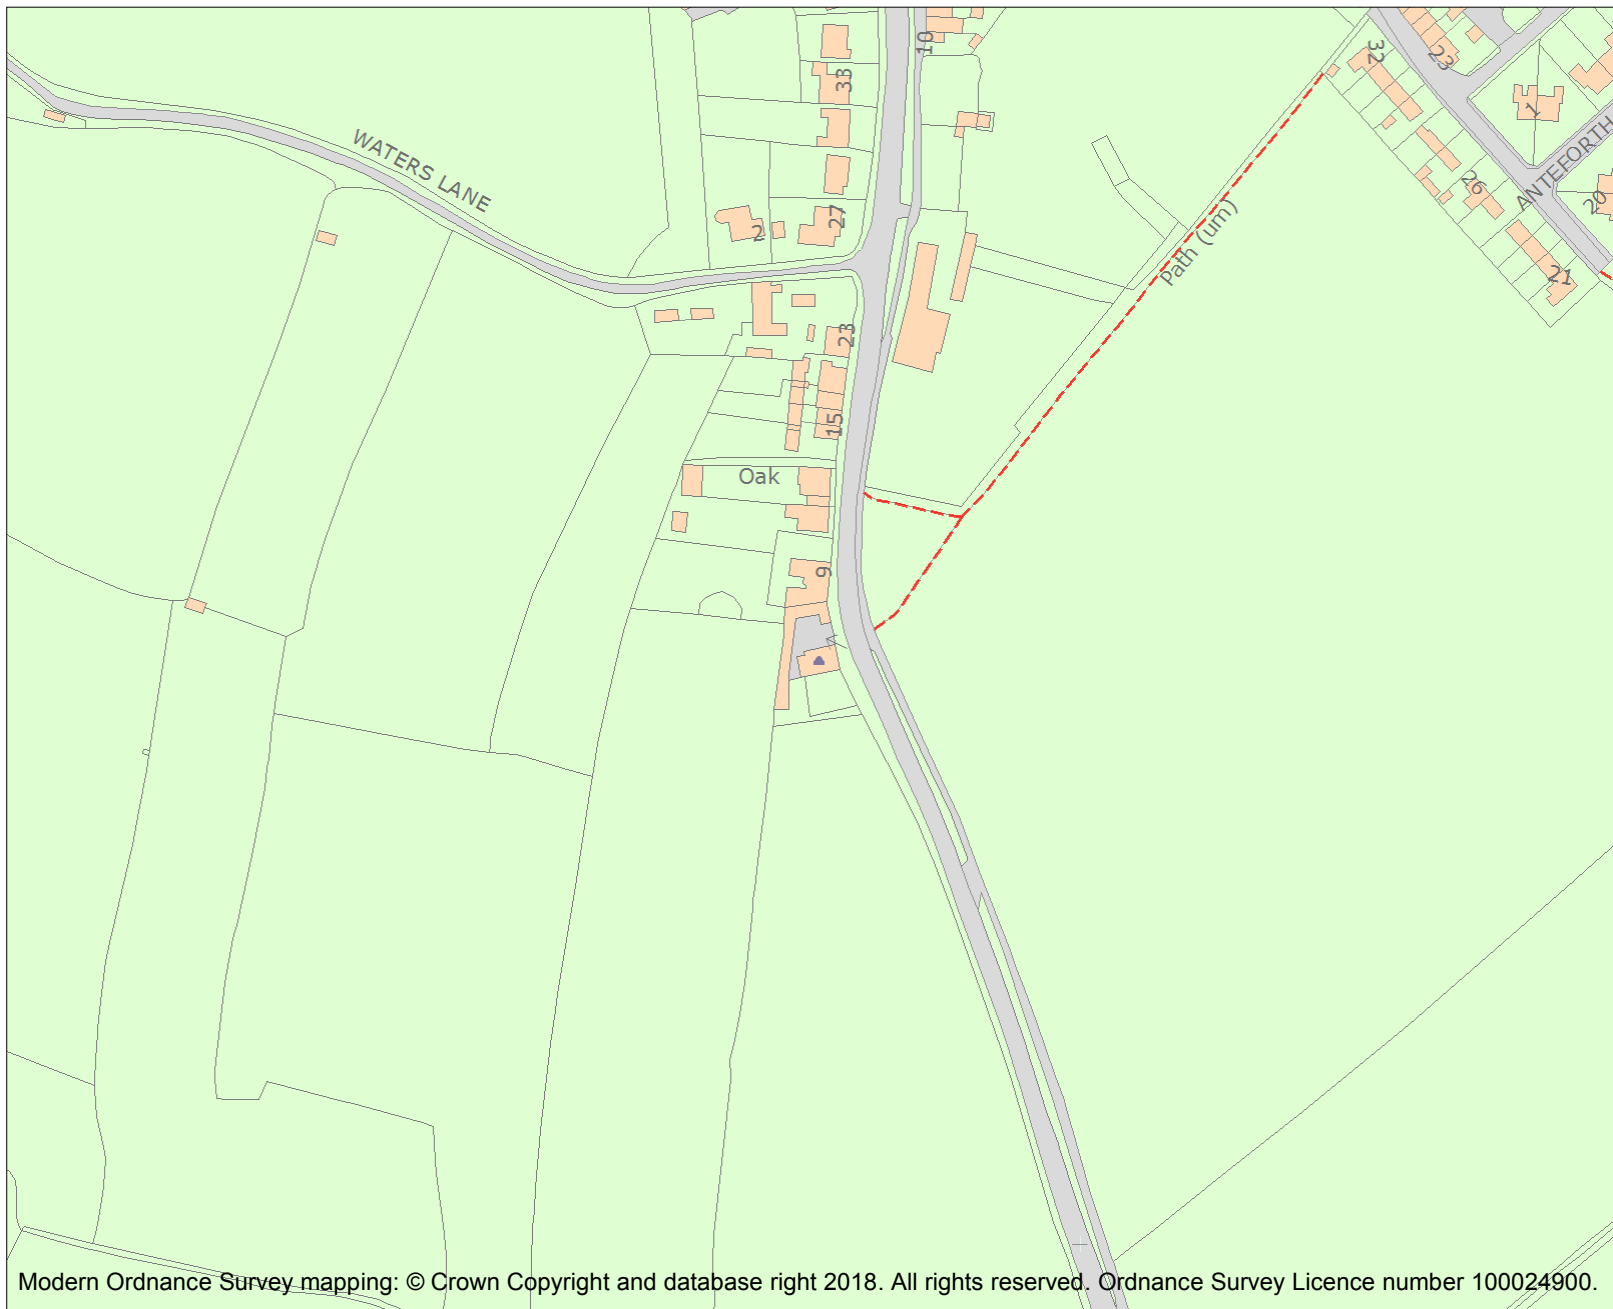 10
33
32
23
1
WATERS LANE
ANTEFORTH
26
20
2
27
Path (um)
21
23
15
Oak
9
Modern Ordnance Survey mapping: © Crown Copyright and database right 2018. All rights reserved. Ordnance Survey Licence number 100024900.